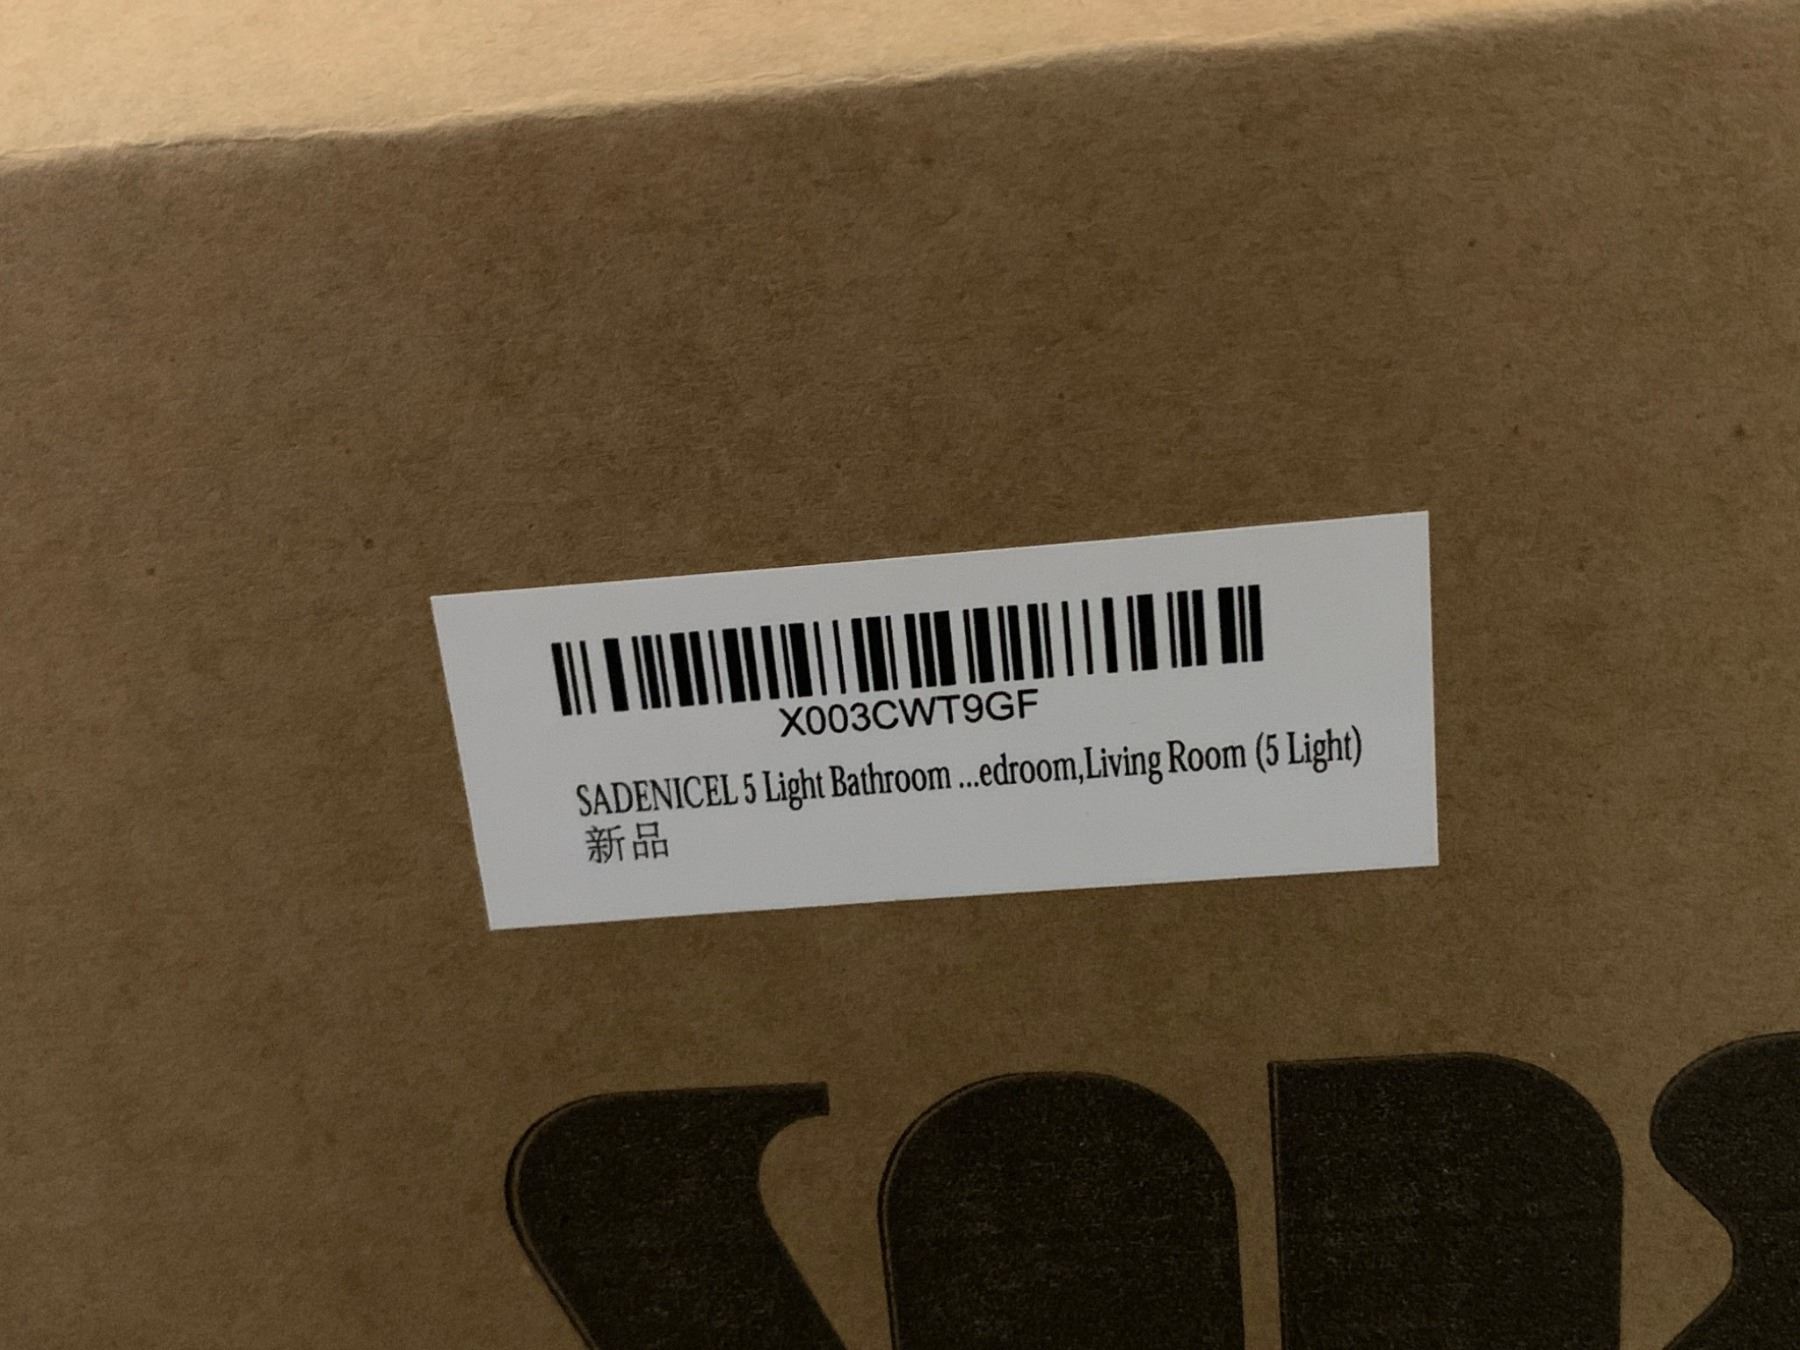 X003CWT9GF
SADENICEL 5 Light Bathroom ...edroom,Living Room (5 Light)
新品